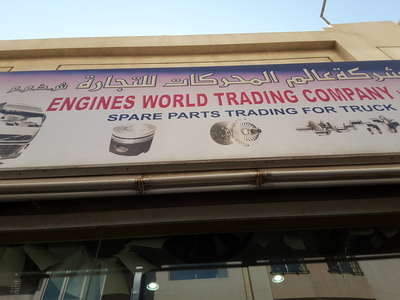 شركة عالم المحركات للتجارة ش.ش.و
ENGINES WORLD TRADING COMPANY
SPARE PARTS TRADING FOR TRUCK